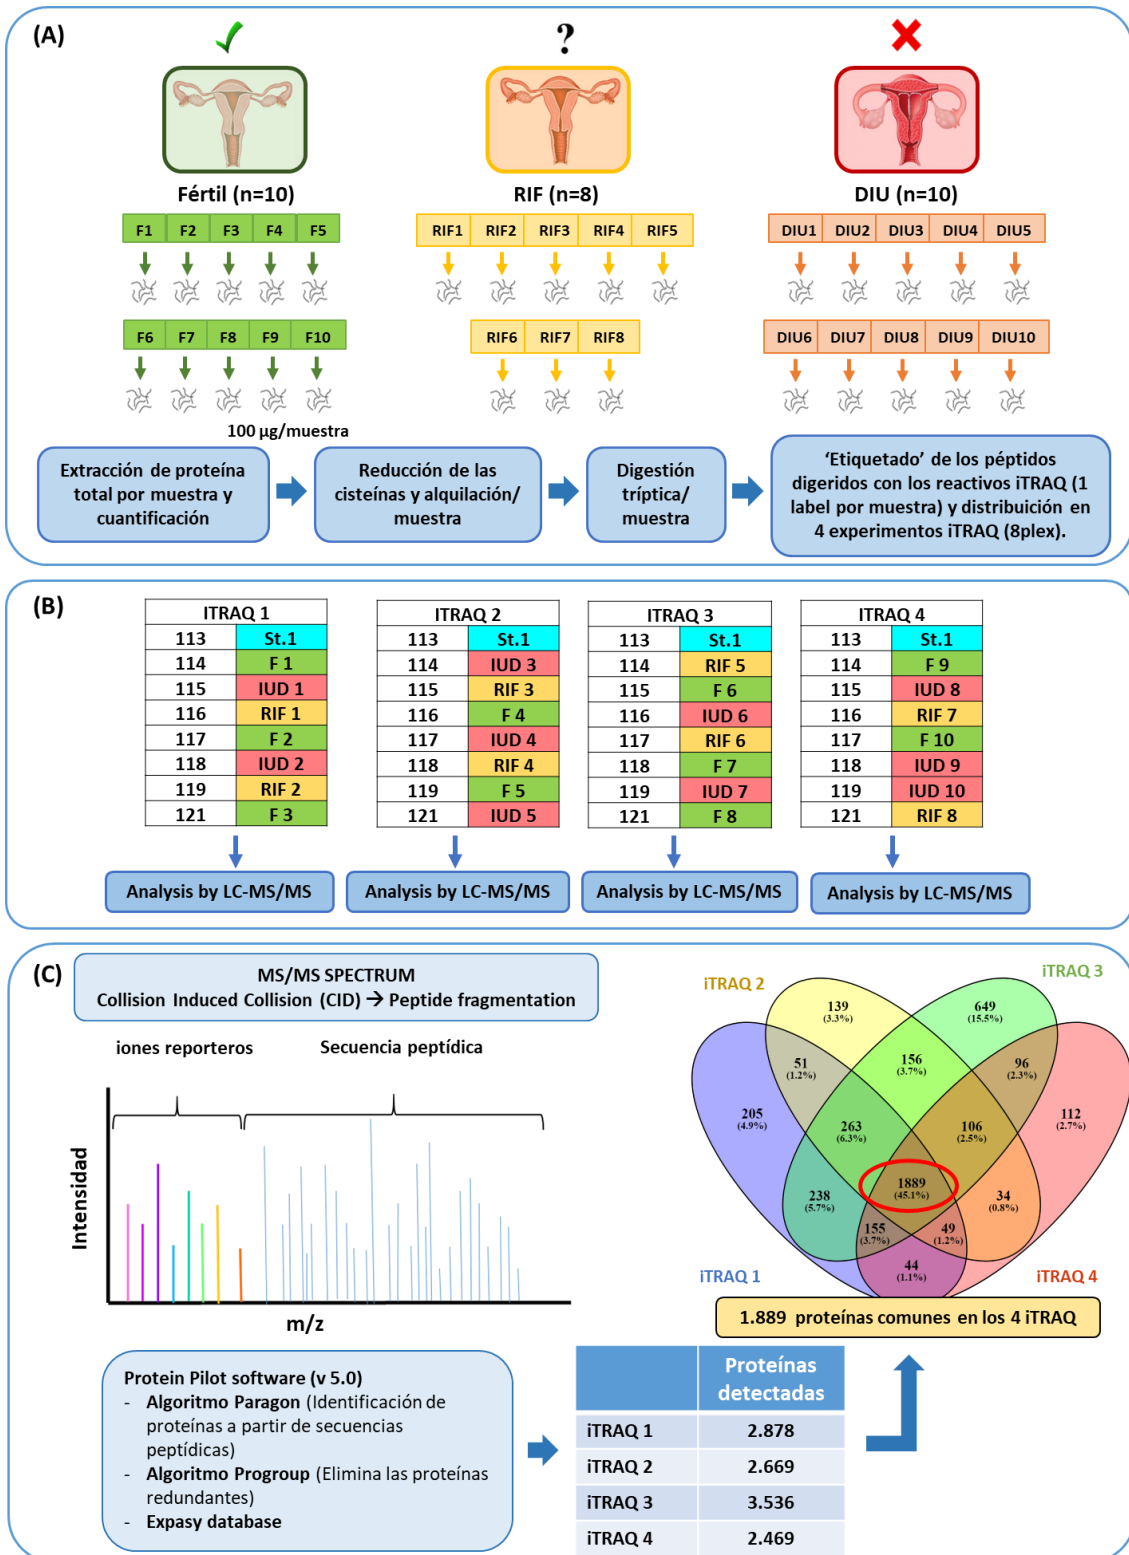 (A)
?
Fértil (n=10)
RIF (n=8)
DIU (n=10)
F1 F2 F3 F4 F5
RIF1 RIF2 RIF3 RIF4 RIF5
DIU1 DIU2 DIU3 DIU4 DIU5
F6 F7 F8 F9 F10
RIF6 RIF7 RIF8
DIU6 DIU7 DIU8 DIU9 DIU10
100 µg/muestra
Extracción de proteína
total por muestra y
cuantificación
Reducción de las
cisteínas y alquilación/
muestra
Digestión
tríptica/
muestra
‘Etiquetado’ de los péptidos
digeridos con los reactivos iTRAQ (1
label por muestra) y distribuición en
4 experimentos iTRAQ (8plex).
(B)
ITRAQ 1
113 St.1
114 F 1
115 IUD 1
116 RIF 1
117 F 2
118 IUD 2
119 RIF 2
121 F 3
Analysis by LC-MS/MS
ITRAQ 2
113 St.1
114 IUD 3
115 RIF 3
116 F 4
117 IUD 4
118 RIF 4
119 F 5
121 IUD 5
Analysis by LC-MS/MS
ITRAQ 3
113 St.1
114 RIF 5
115 F 6
116 IUD 6
117 RIF 6
118 F 7
119 IUD 7
121 F 8
Analysis by LC-MS/MS
ITRAQ 4
113 St.1
114 F 9
115 IUD 8
116 RIF 7
117 F 10
118 IUD 9
119 IUD 10
121 RIF 8
Analysis by LC-MS/MS
(C)
MS/MS SPECTRUM
Collision Induced Collision (CID) → Peptide fragmentation
iones reporteros
Secuencia peptídica
Intensidad
m/z
iTRAQ 2
iTRAQ 3
139
(3.3%)
649
(15.5%)
51
(1.2%)
156
(3.7%)
96
(2.3%)
205
(4.9%)
263
(6.3%)
106
(2.5%)
112
(2.7%)
1889
(45.1%)
238
(5.7%)
34
(0.8%)
155
(3.7%)
49
(1.2%)
44
(1.1%)
iTRAQ 1
iTRAQ 4
1.889 proteínas comunes en los 4 iTRAQ
Protein Pilot software (v 5.0)
- Algoritmo Paragon (Identificación de
proteínas a partir de secuencias
peptídicas)
- Algoritmo Progroup (Elimina las proteínas
redundantes)
- Expasy database
Proteínas
detectadas
iTRAQ 1 2.878
iTRAQ 2 2.669
iTRAQ 3 3.536
iTRAQ 4 2.469